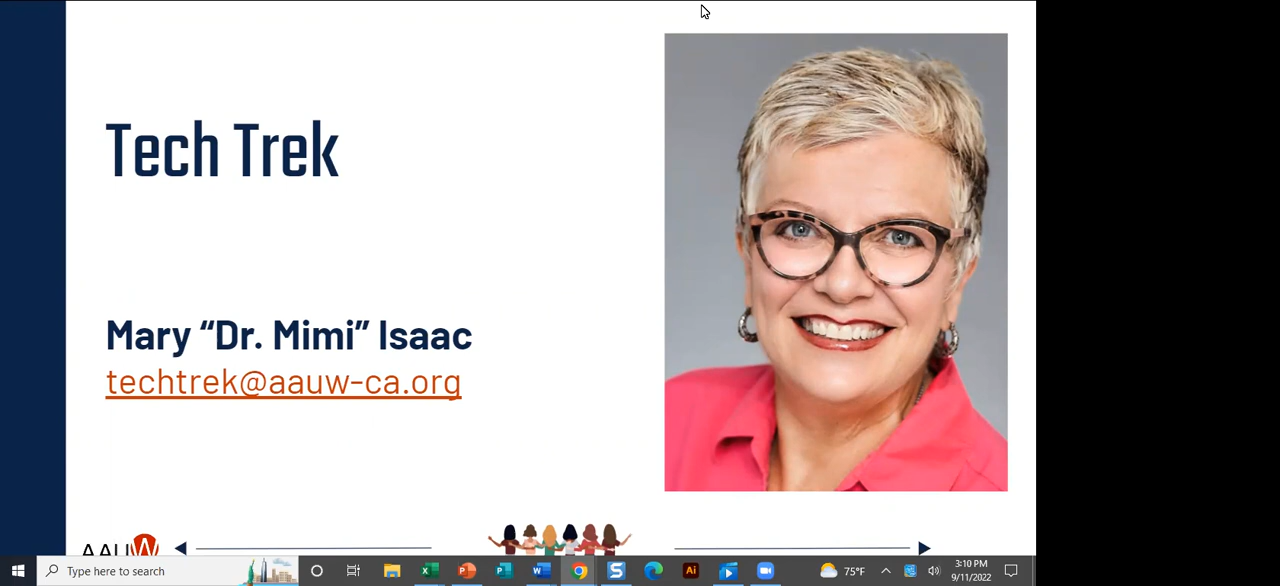 Tech Trek
Mary “Dr. Mimi” Isaac
techtrek@aauw-ca.org
AAUW
Type here to search
75°F
3:10 PM
9/11/2022